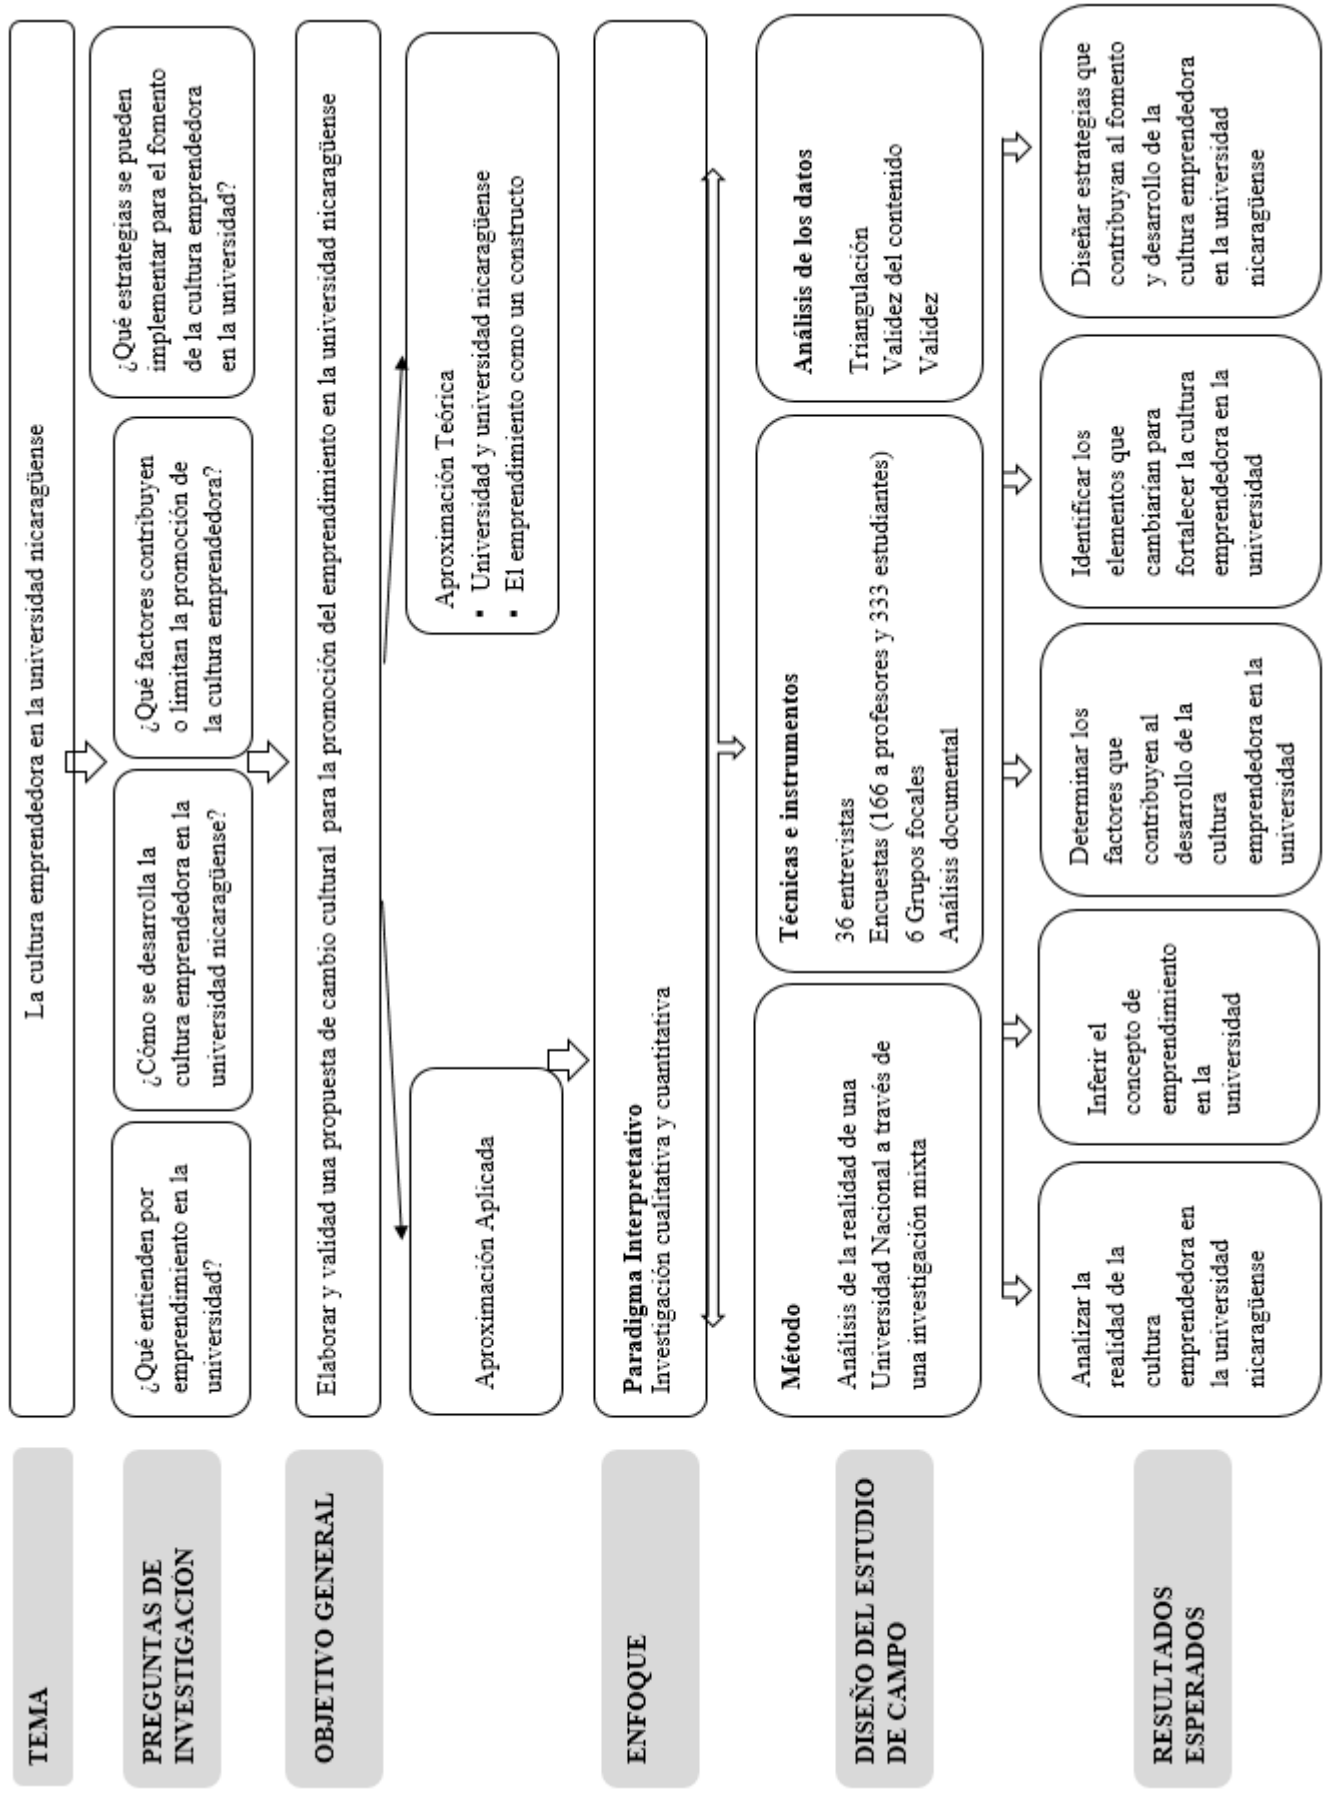 TEMA
La cultura emprendedora en la universidad nicaragüense
PREGUNTAS DE
INVESTIGACIÓN
¿Qué entienden por
emprendimiento en la
universidad?
¿Cómo se desarrolla la
cultura emprendedora en la
universidad nicaragüense?
¿Qué factores contribuyen
o limitan la promoción de
la cultura emprendedora?
¿Qué estrategias se pueden
implementar para el fomento
de la cultura emprendedora
en la universidad?
OBJETIVO GENERAL
Elaborar y validad una propuesta de cambio cultural para la promoción del emprendimiento en la universidad nicaragüense
Aproximación Aplicada
Aproximación Teórica
▪ Universidad y universidad nicaragüense
▪ El emprendimiento como un constructo
ENFOQUE
Paradigma Interpretativo
Investigación cualitativa y cuantitativa
DISEÑO DEL ESTUDIO
DE CAMPO
Método
Análisis de la realidad de una
Universidad Nacional a través de
una investigación mixta
Técnicas e instrumentos
36 entrevistas
Encuestas (166 a profesores y 333 estudiantes)
6 Grupos focales
Análisis documental
Análisis de los datos
Triangulación
Validez del contenido
Validez
RESULTADOS
ESPERADOS
Analizar la
realidad de la
cultura
emprendedora en
la universidad
nicaragüense
Inferir el
concepto de
emprendimiento
en la
universidad
Determinar los
factores que
contribuyen al
desarrollo de la
cultura
emprendedora en la
universidad
Identificar los
elementos que
cambiarían para
fortalecer la cultura
emprendedora en la
universidad
Diseñar estrategias que
contribuyan al fomento
y desarrollo de la
cultura emprendedora
en la universidad
nicaragüense